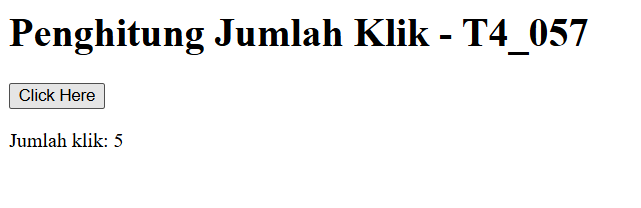 Penghitung Jumlah Klik - T4_057
Click Here
Jumlah klik: 5